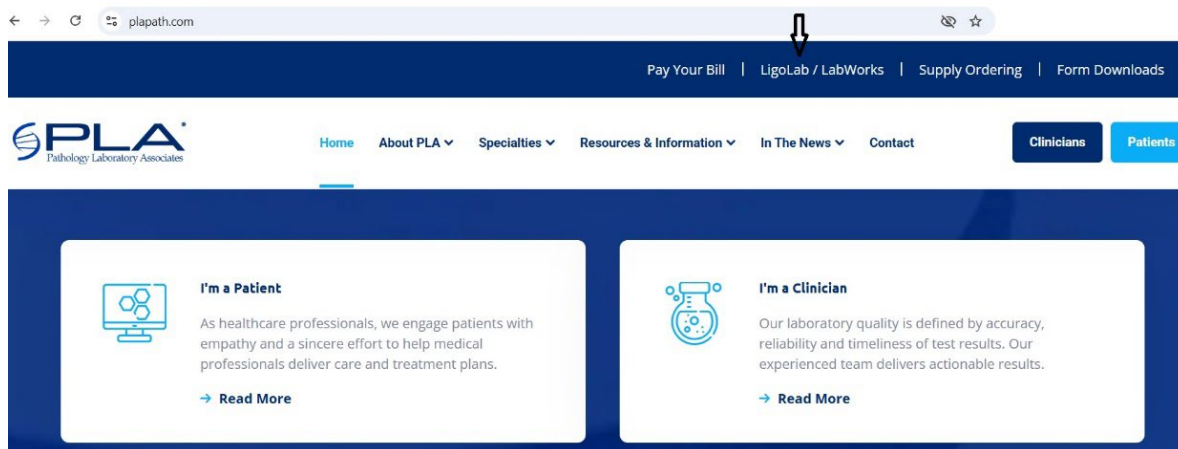 plapath.com
Pay Your Bill | LigoLab / LabWorks | Supply Ordering | Form Downloads
PLA
Pathology Laboratory Associates
Home About PLA Specialties Resources & Information In The News Contact Clinicians Patients
I'm a Patient
As healthcare professionals, we engage patients with
empathy and a sincere effort to help medical
professionals deliver care and treatment plans.
→ Read More
I'm a Clinician
Our laboratory quality is defined by accuracy,
reliability and timeliness of test results. Our
experienced team delivers actionable results.
→ Read More